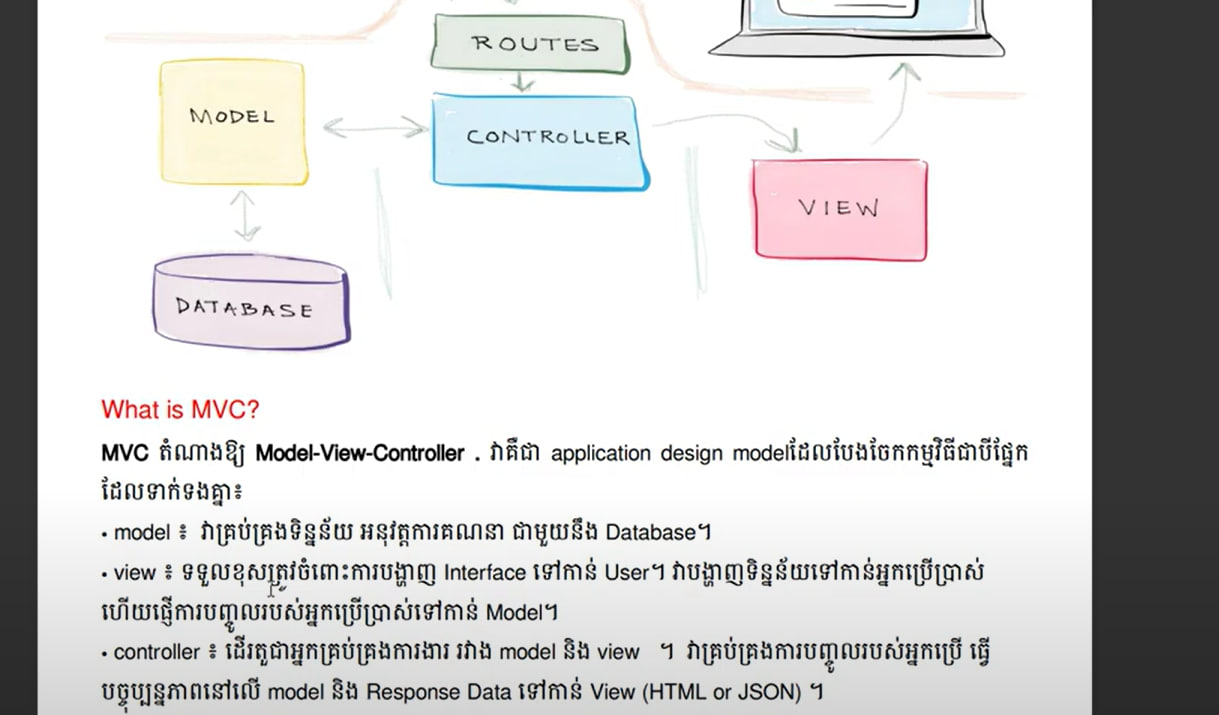 ROUTES
MODEL
CONTROLLER
VIEW
DATABASE
What is MVC?
MVC តំណាងឱ្យ Model-View-Controller . វាគឺជា application design modelដែលបែងចែកកម្មវិធីជាបីផ្នែក
ដែលទាក់ទងគ្នា៖
• model ៖ វាគ្រប់គ្រងទិន្នន័យ អនុវត្តការគណនា ជាមួយនឹង Database។
• view ៖ ទទួលខុសត្រូវចំពោះការបង្ហាញ Interface ទៅកាន់ User។ វាបង្ហាញទិន្នន័យទៅកាន់អ្នកប្រើប្រាស់
ហើយផ្ញើការបញ្ចូលរបស់អ្នកប្រើប្រាស់ទៅកាន់ Model។
• controller ៖ ដើរតួជាអ្នកគ្រប់គ្រងការងារ រវាង model និង view ។ វាគ្រប់គ្រងការបញ្ចូលរបស់អ្នកប្រើ ធ្វើ
បច្ចុប្បន្នភាពនៅលើ model និង Response Data ទៅកាន់ View (HTML or JSON) ។